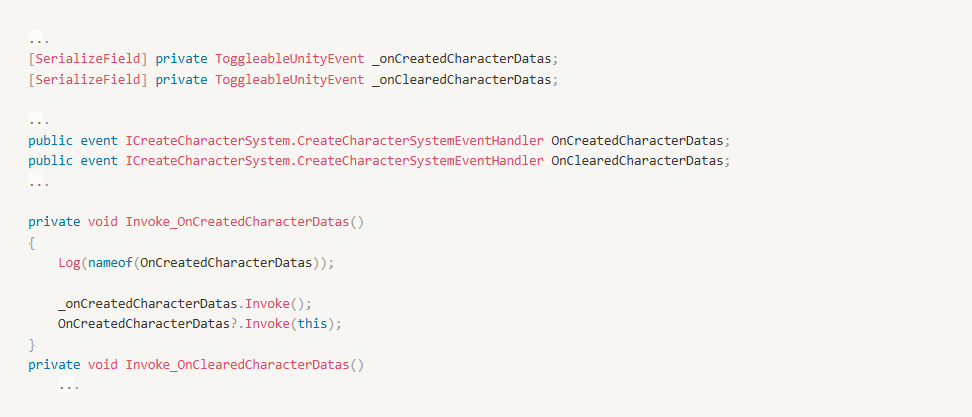 ...
[SerializeField] private ToggleableUnityEvent _onCreatedCharacterDatas;
[SerializeField] private ToggleableUnityEvent _onClearedCharacterDatas;
...
public event ICreateCharacterSystem.CreateCharacterSystemEventHandler OnCreatedCharacterDatas;
public event ICreateCharacterSystem.CreateCharacterSystemEventHandler OnClearedCharacterDatas;
...
private void Invoke_OnCreatedCharacterDatas()
{
    Log(nameof(OnCreatedCharacterDatas));
    _onCreatedCharacterDatas.Invoke();
    OnCreatedCharacterDatas?.Invoke(this);
}
private void Invoke_OnClearedCharacterDatas()
    ...